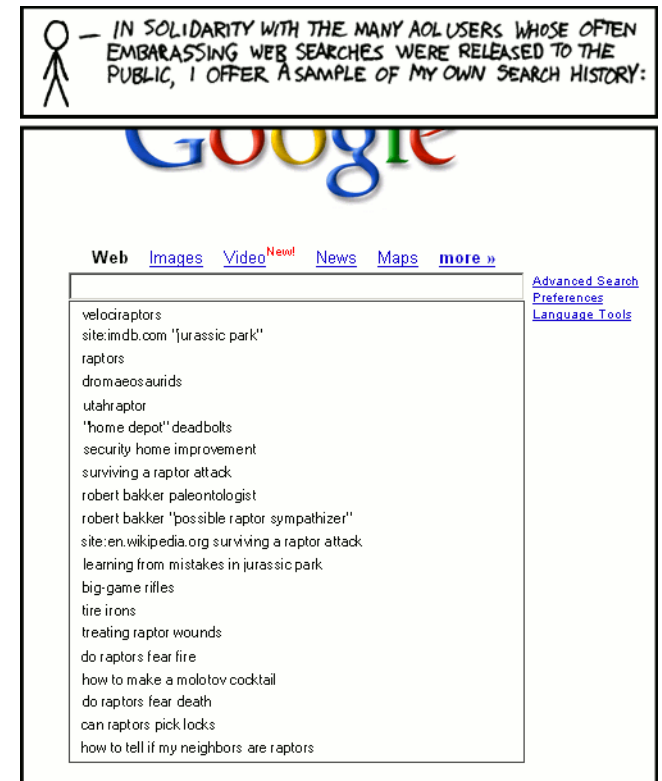 — IN SOLIDARITY WITH THE MANY AOL USERS WHOSE OFTEN
EMBARASSING WEB SEARCHES WERE RELEASED TO THE
PUBLIC, I OFFER A SAMPLE OF MY OWN SEARCH HISTORY:
Google
Web Images Video New! News Maps more »
Advanced Search
Preferences
Language Tools
velociraptors
site:imdb.com "jurassic park"
raptors
dromaeosaurids
utahraptor
"home depot" deadbolts
security home improvement
surviving a raptor attack
robert bakker paleontologist
robert bakker "possible raptor sympathizer"
site:en.wikipedia.org surviving a raptor attack
learning from mistakes in jurassic park
big-game rifles
tire irons
treating raptor wounds
do raptors fear fire
how to make a molotov cocktail
do raptors fear death
can raptors pick locks
how to tell if my neighbors are raptors